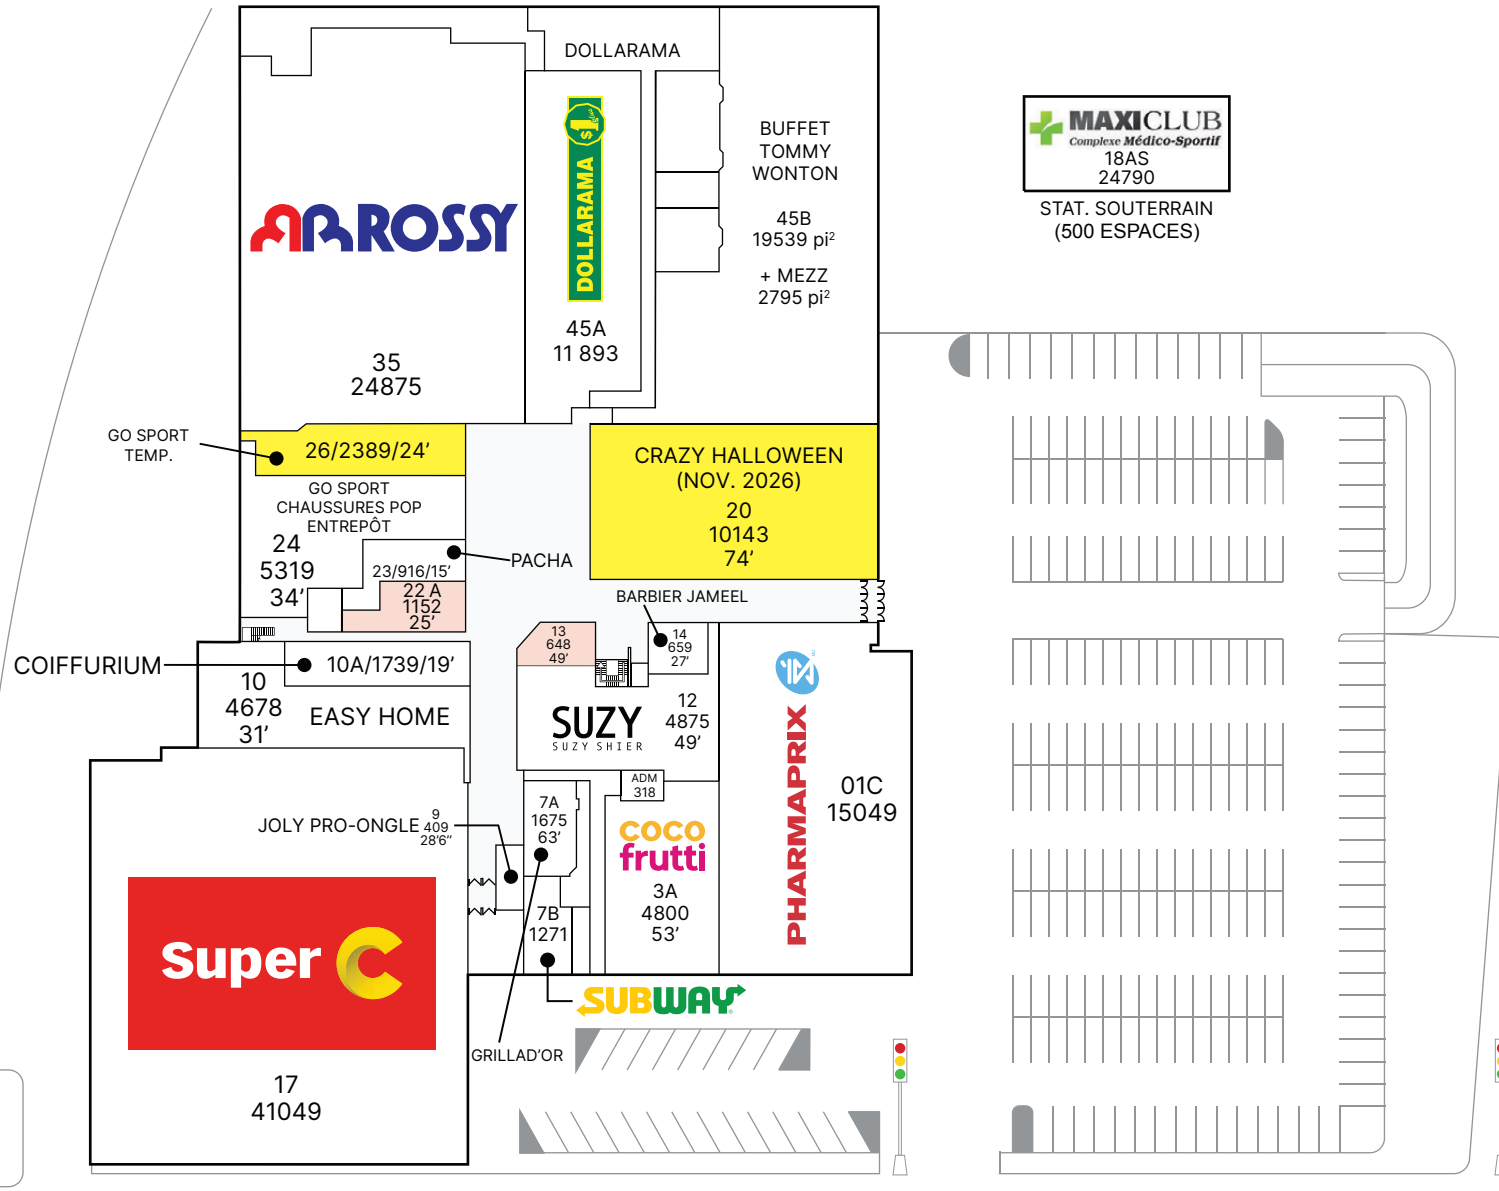 DOLLARAMA
$1
DOLLARAMA
45A
11 893
BUFFET
TOMMY
WONTON
45B
19539 pi²
+ MEZZ
2795 pi²
MAXICLUB
Complexe Médico-Sportif
18AS
24790
STAT. SOUTERRAIN
(500 ESPACES)
ROSSY
35
24875
GO SPORT
TEMP.
26/2389/24’
GO SPORT
CHAUSSURES POP
ENTREPÔT
24
5319
34’
PACHA
23/916/15’
22 A
1152
25’
CRAZY HALLOWEEN
(NOV. 2026)
20
10143
74’
BARBIER JAMEEL
13
648
49’
14
659
27’
COIFFURIUM
10A/1739/19’
10
4678
31’
EASY HOME
SUZY
SUZY SHIER
12
4875
49’
ADM
318
PHARMAPRIX
01C
15049
JOLY PRO-ONGLE
9
409
28’6”
7A
1675
63’
coco
frutti
3A
4800
53’
7B
1271
SUBWAY
GRILLAD’OR
Super C
17
41049